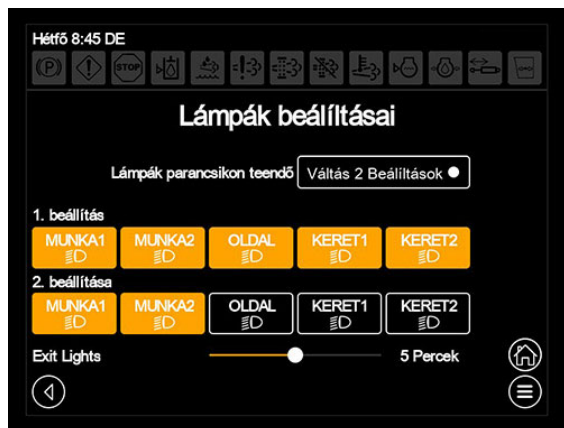 Hétfő 8:45 DE
(P) STOP
Lámpák beálíltásai
Lámpák parancsikon teendő Váltás 2 Beálíltások
1. beállítás
MUNKA1 MUNKA2 OLDAL KERET1 KERET2
2. beállítása
MUNKA1 MUNKA2 OLDAL KERET1 KERET2
Exit Lights 5 Percek